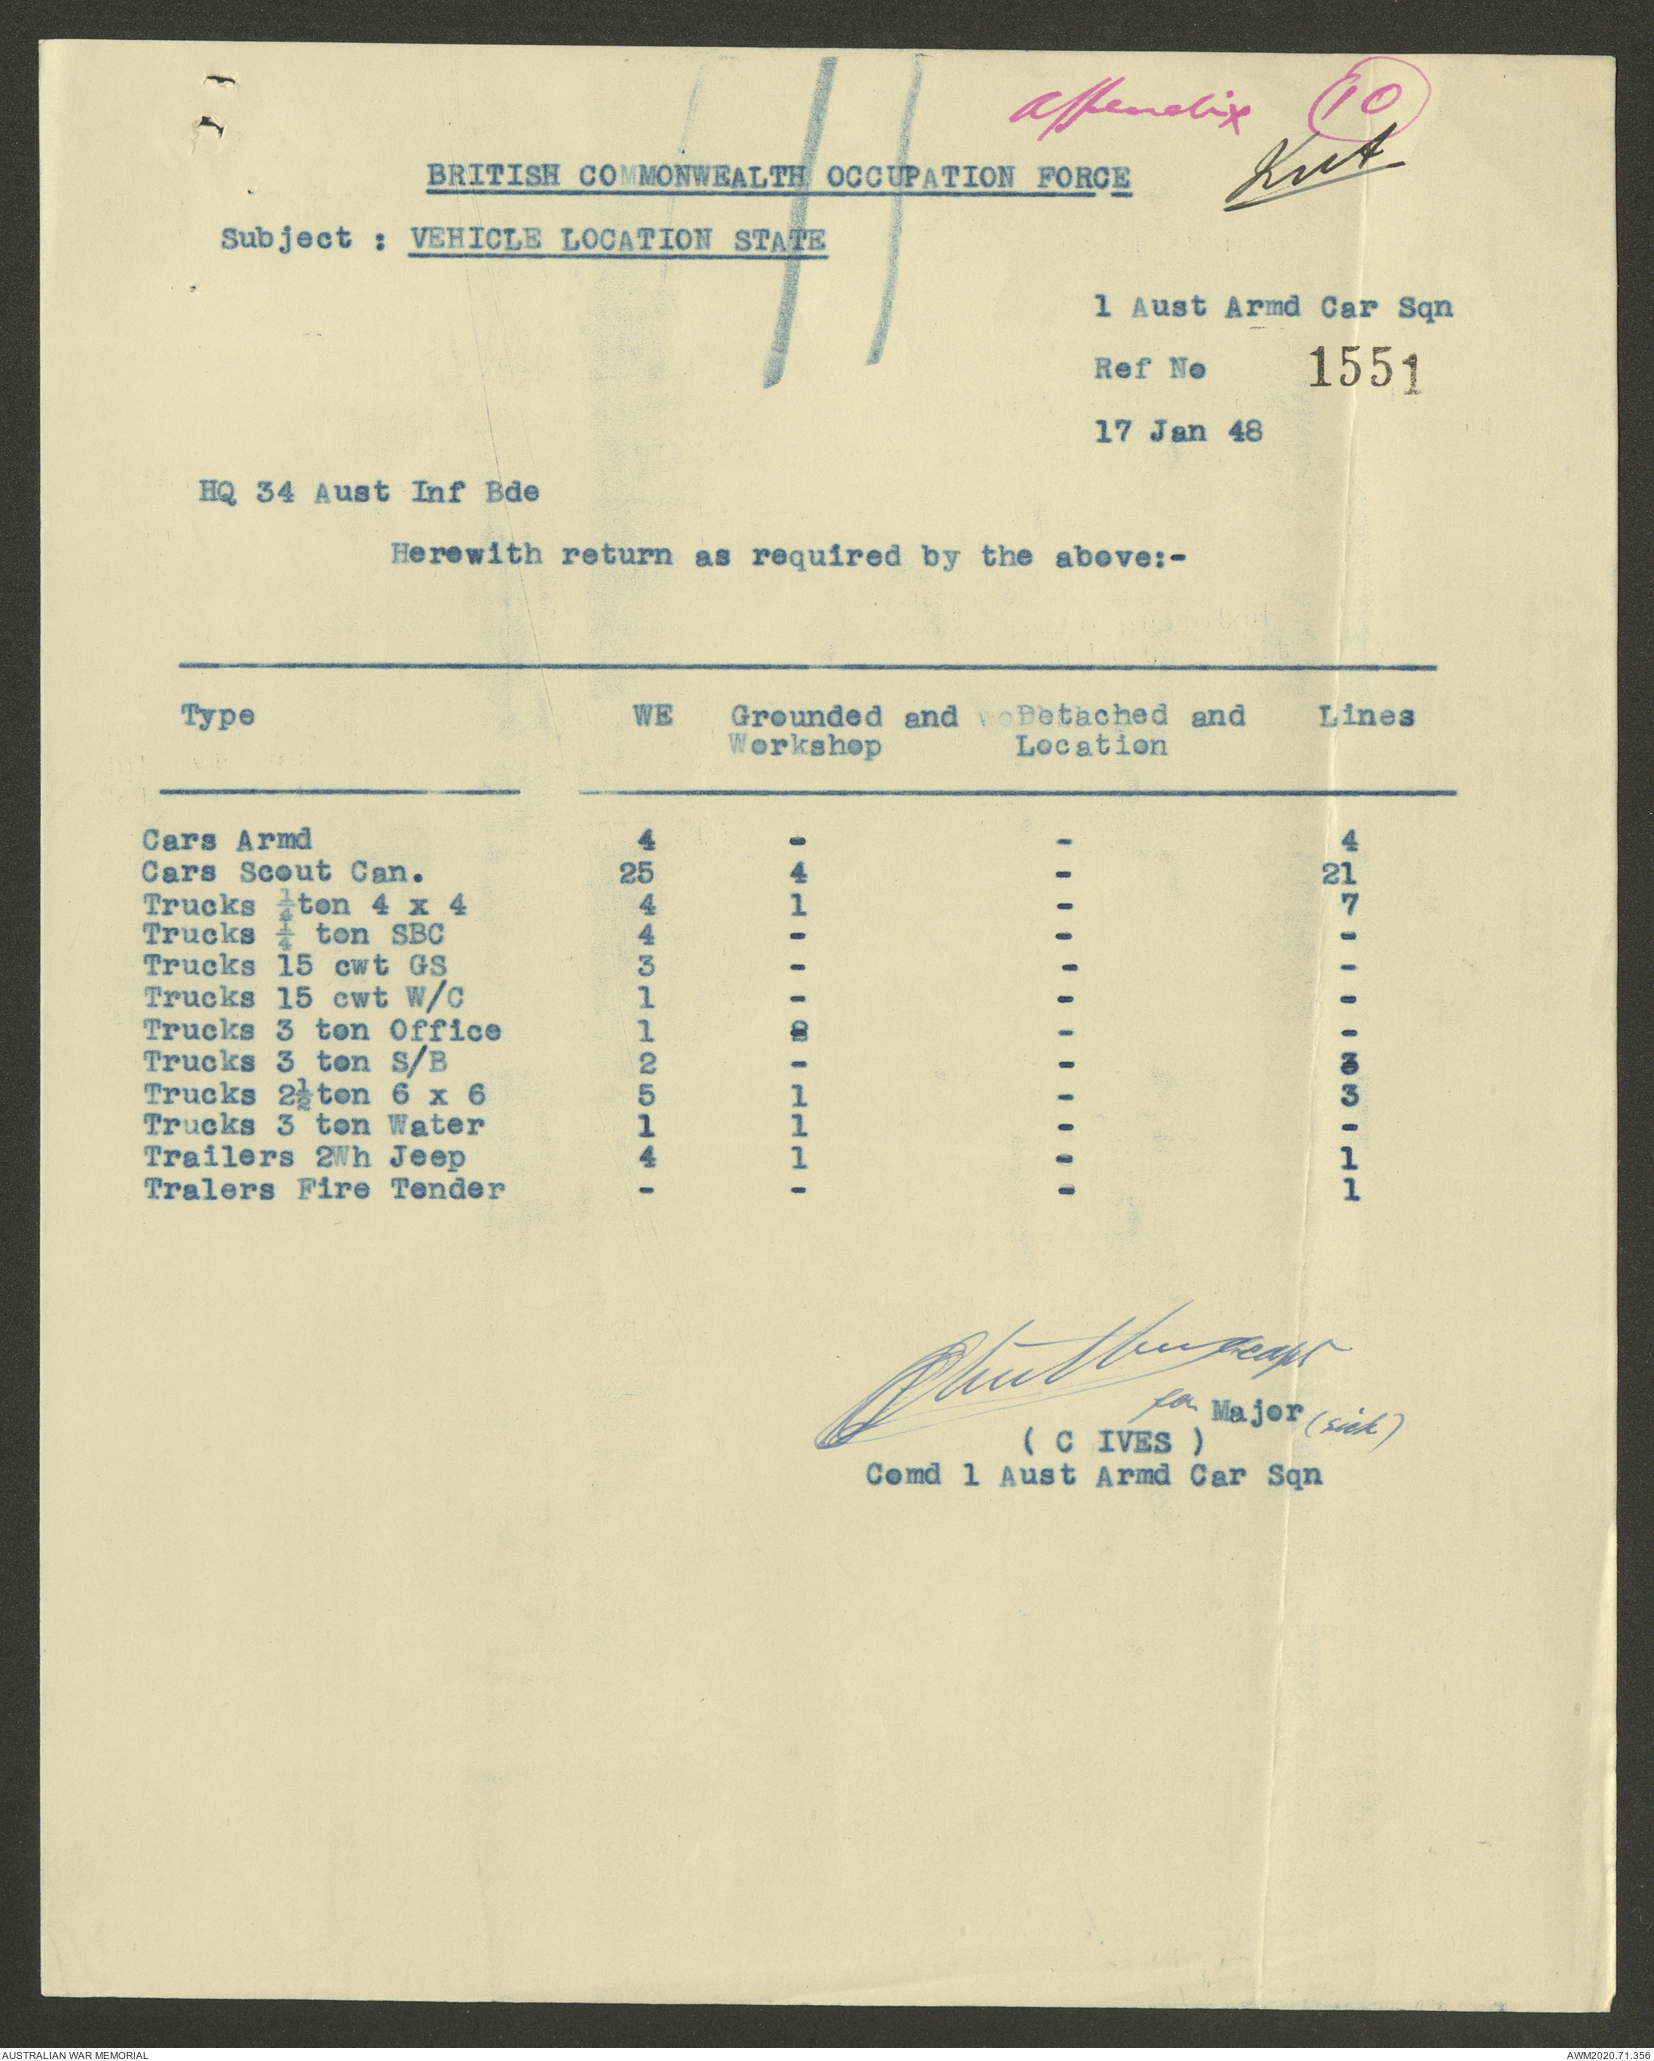 appendix 10
BRITISH COMMONWEALTH OCCUPATION FORCE
Subject : VEHICLE LOCATION STATE
1 Aust Armd Car Sqn
Ref No 1551
17 Jan 48
HQ 34 Aust Inf Bde
Herewith return as required by the above:-
Type WE Grounded and Detached and Lines
Workshop Location
Cars Armd 4 - - 4
Cars Scout Can. 25 4 - 21
Trucks ¼ton 4 x 4 4 1 - 7
Trucks ¼ ton SBC 4 - - -
Trucks 15 cwt GS 3 - - -
Trucks 15 cwt W/C 1 - - -
Trucks 3 ton Office 1 - - -
Trucks 3 ton S/B 2 - - 3
Trucks 2½ton 6 x 6 5 1 - 3
Trucks 3 ton Water 1 1 - -
Trailers 2Wh Jeep 4 1 - 1
Tralers Fire Tender - - - 1
capt
for Major (sick)
( C IVES )
Comd 1 Aust Armd Car Sqn
AUSTRALIAN WAR MEMORIAL AWM2020.71.356